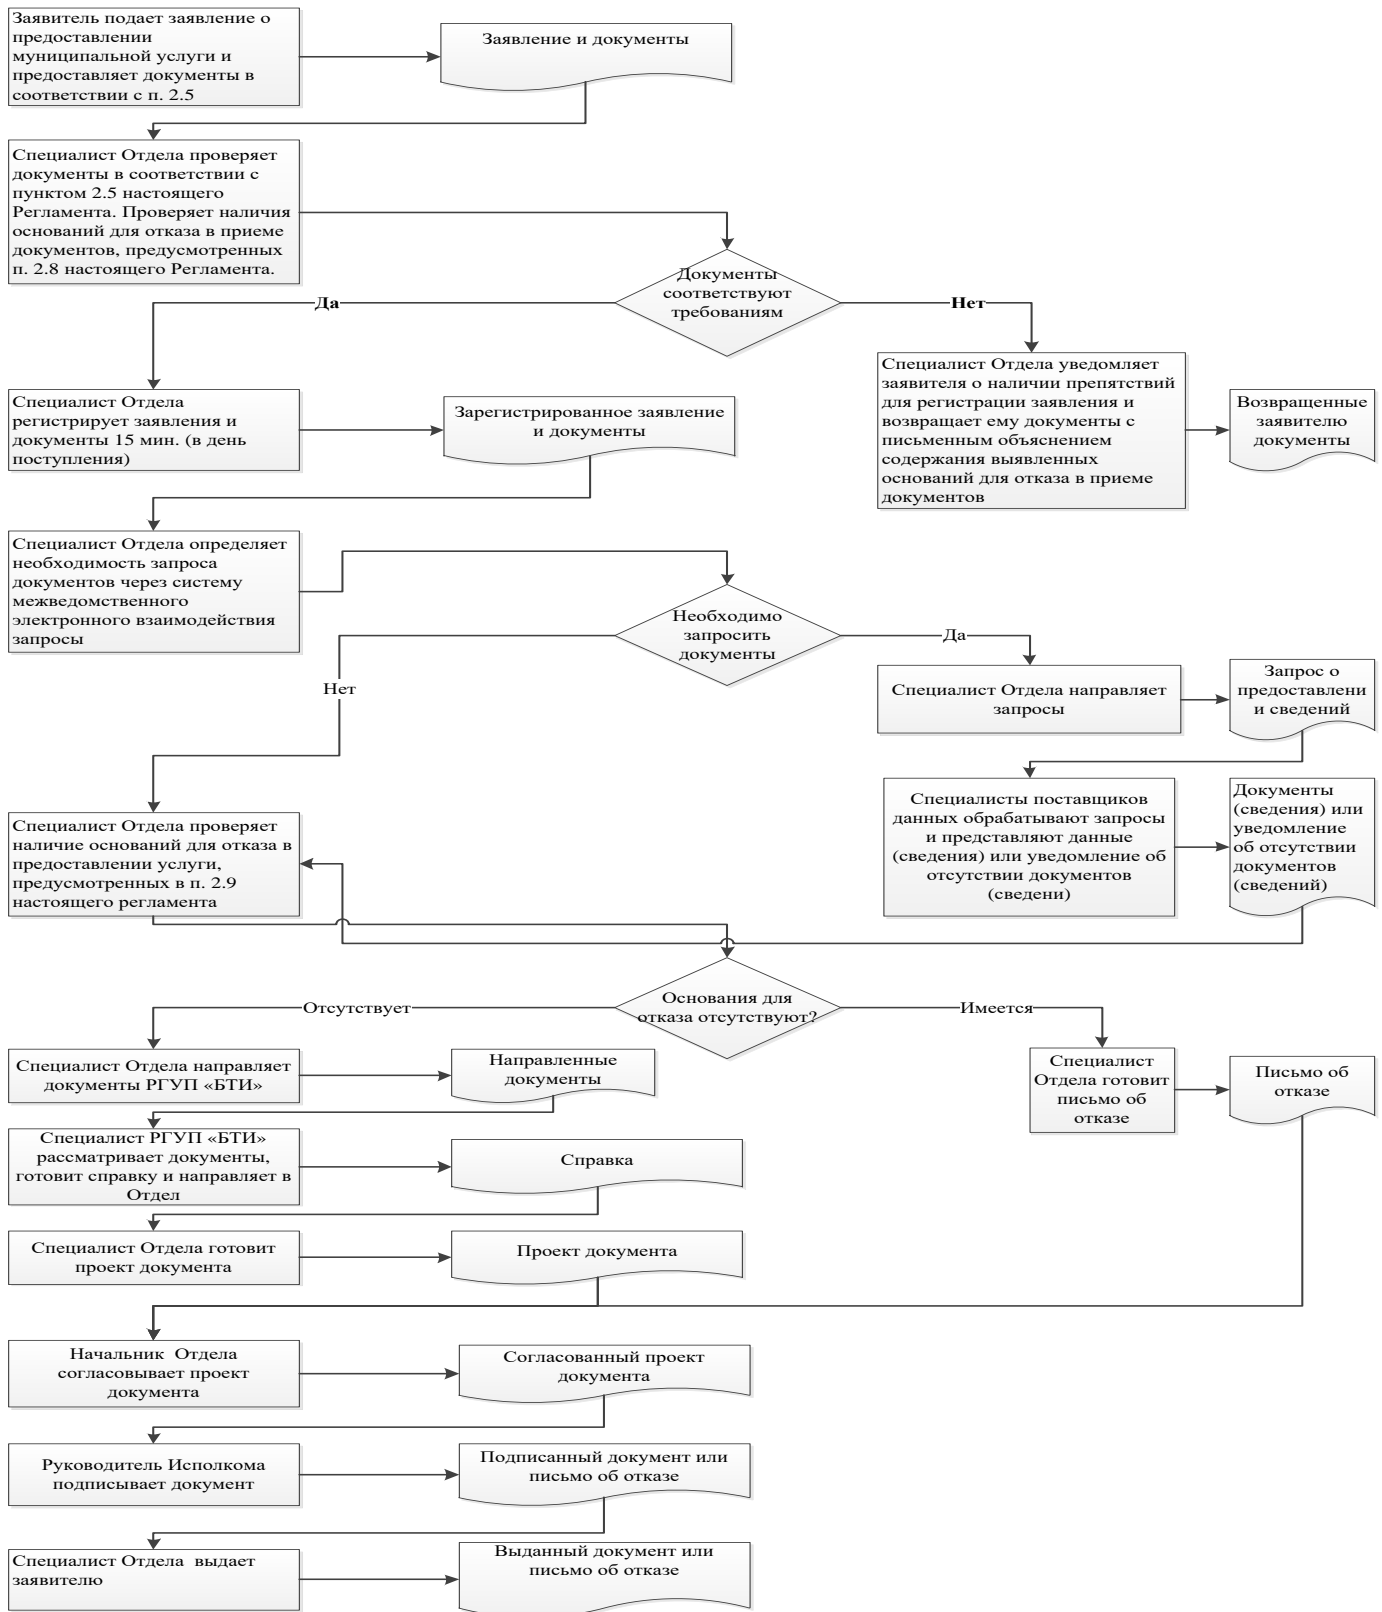 Заявитель подает заявление о
предоставлении
муниципальной услуги и
предоставляет документы в
соответствии с п. 2.5
Заявление и документы
Специалист Отдела проверяет
документы в соответствии с
пунктом 2.5 настоящего
Регламента. Проверяет наличия
оснований для отказа в приеме
документов, предусмотренных
п. 2.8 настоящего Регламента.
Документы
соответствуют
требованиям
Да
Нет
Специалист Отдела
регистрирует заявления и
документы 15 мин. (в день
поступления)
Зарегистрированное заявление
и документы
Специалист Отдела уведомляет
заявителя о наличии препятствий
для регистрации заявления и
возвращает ему документы с
письменным объяснением
содержания выявленных
оснований для отказа в приеме
документов
Возвращенные
заявителю
документы
Специалист Отдела определяет
необходимость запроса
документов через систему
межведомственного
электронного взаимодействия
запросы
Необходимо
запросить
документы
Да
Нет
Специалист Отдела направляет
запросы
Запрос о
предоставлени
и сведений
Специалисты поставщиков
данных обрабатывают запросы
и представляют данные
(сведения) или уведомление об
отсутствии документов
(сведени)
Документы
(сведения) или
уведомление
об отсутствии
документов
(сведений)
Специалист Отдела проверяет
наличие оснований для отказа в
предоставлении услуги,
предусмотренных в п. 2.9
настоящего регламента
Основания для
отказа отсутствуют?
Отсутствует
Имеется
Специалист Отдела направляет
документы РГУП «БТИ»
Направленные
документы
Специалист
Отдела готовит
письмо об
отказе
Письмо об
отказе
Специалист РГУП «БТИ»
рассматривает документы,
готовит справку и направляет в
Отдел
Справка
Специалист Отдела готовит
проект документа
Проект документа
Начальник  Отдела
согласовывает проект
документа
Согласованный проект
документа
Руководитель Исполкома
подписывает документ
Подписанный документ или
письмо об отказе
Специалист Отдела  выдает
заявителю
Выданный документ или
письмо об отказе